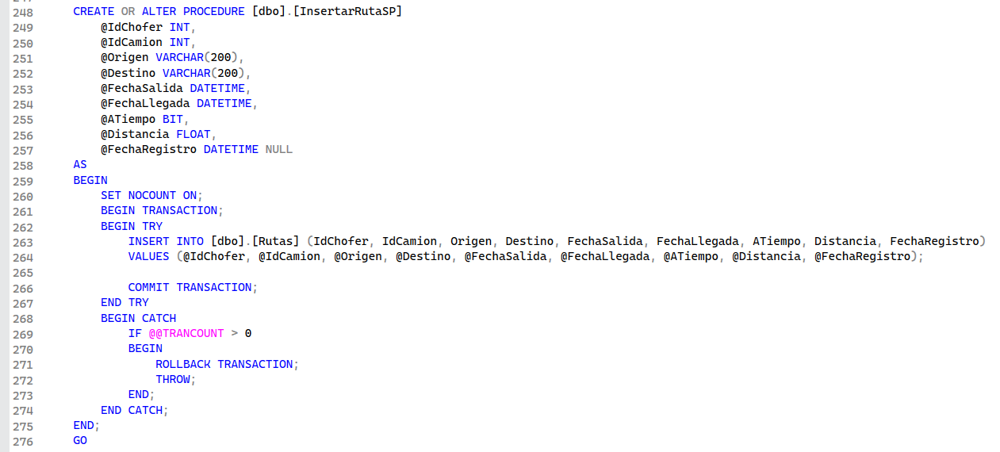 248 CREATE OR ALTER PROCEDURE [dbo].[InsertarRutaSP]
249 @IdChofer INT,
250 @IdCamion INT,
251 @Origen VARCHAR(200),
252 @Destino VARCHAR(200),
253 @FechaSalida DATETIME,
254 @FechaLlegada DATETIME,
255 @ATiempo BIT,
256 @Distancia FLOAT,
257 @FechaRegistro DATETIME NULL
258 AS
259 BEGIN
260 SET NOCOUNT ON;
261 BEGIN TRANSACTION;
262 BEGIN TRY
263 INSERT INTO [dbo].[Rutas] (IdChofer, IdCamion, Origen, Destino, FechaSalida, FechaLlegada, ATiempo, Distancia, FechaRegistro)
264 VALUES (@IdChofer, @IdCamion, @Origen, @Destino, @FechaSalida, @FechaLlegada, @ATiempo, @Distancia, @FechaRegistro);
265
266 COMMIT TRANSACTION;
267 END TRY
268 BEGIN CATCH
269 IF @@TRANCOUNT > 0
270 BEGIN
271 ROLLBACK TRANSACTION;
272 THROW;
273 END;
274 END CATCH;
275 END;
276 GO